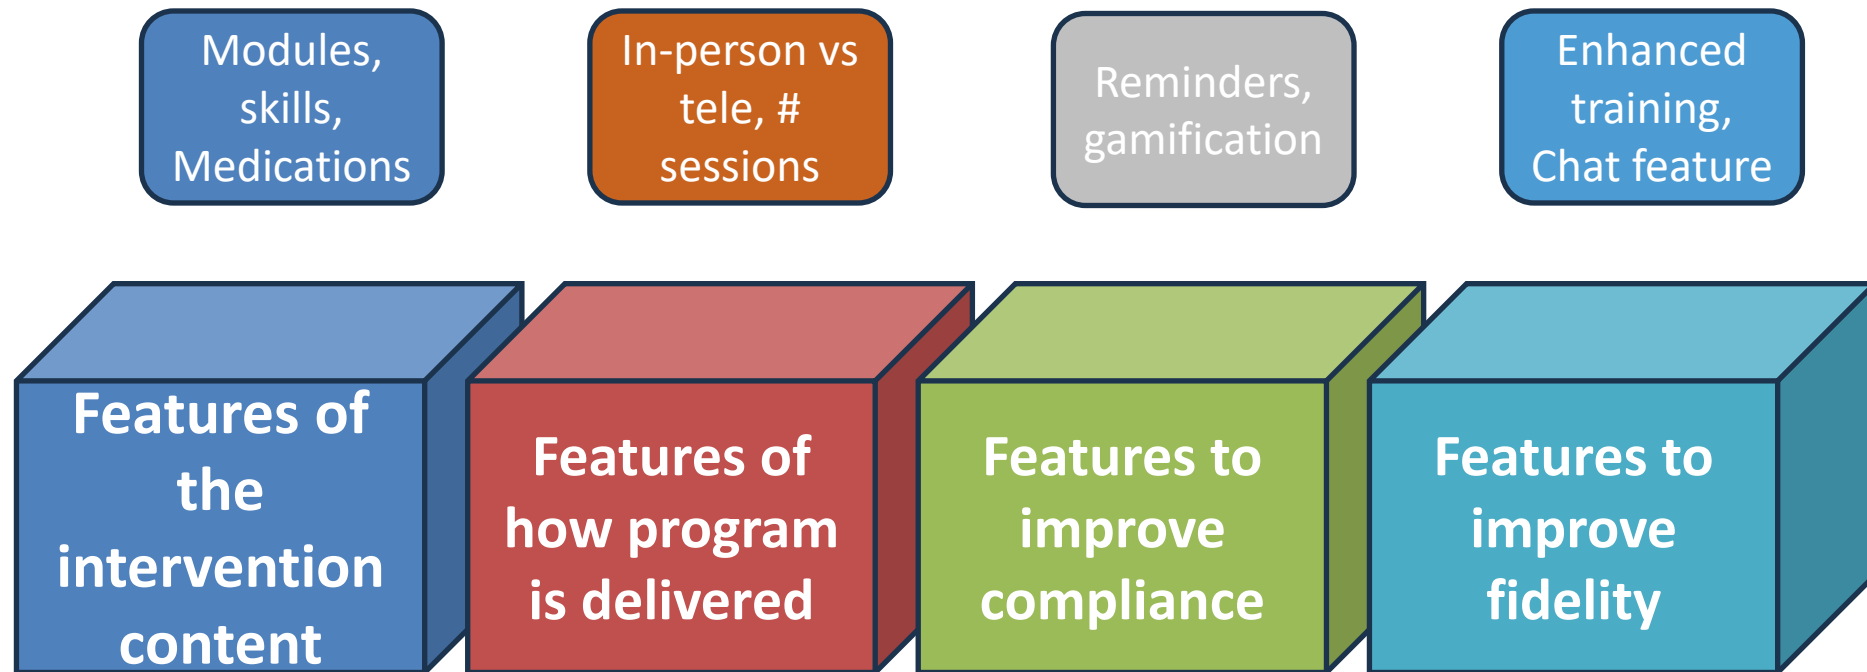 Modules,
skills,
Medications
In-person vs
tele, #
sessions
Reminders,
gamification
Enhanced
training,
Chat feature
Features of
the
intervention
content
Features of
how program
is delivered
Features to
improve
compliance
Features to
improve
fidelity